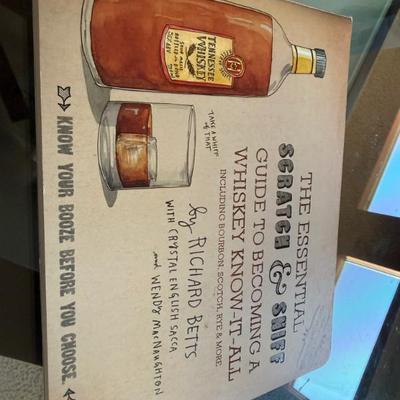 THE ESSENTIAL
SCRATCH & SNIFF
GUIDE TO BECOMING A
WHISKEY KNOW-IT-ALL
INCLUDING BOURBON, SCOTCH, RYE & MORE
by RICHARD BETTS
WITH CRYSTAL ENGLISH SACCA
and WENDY MACNAUGHTON
KNOW YOUR BOOZE BEFORE YOU CHOOSE.
TAKE A WHIFF
of THAT
TENNESSEE
WHISKEY
SOUR MASH